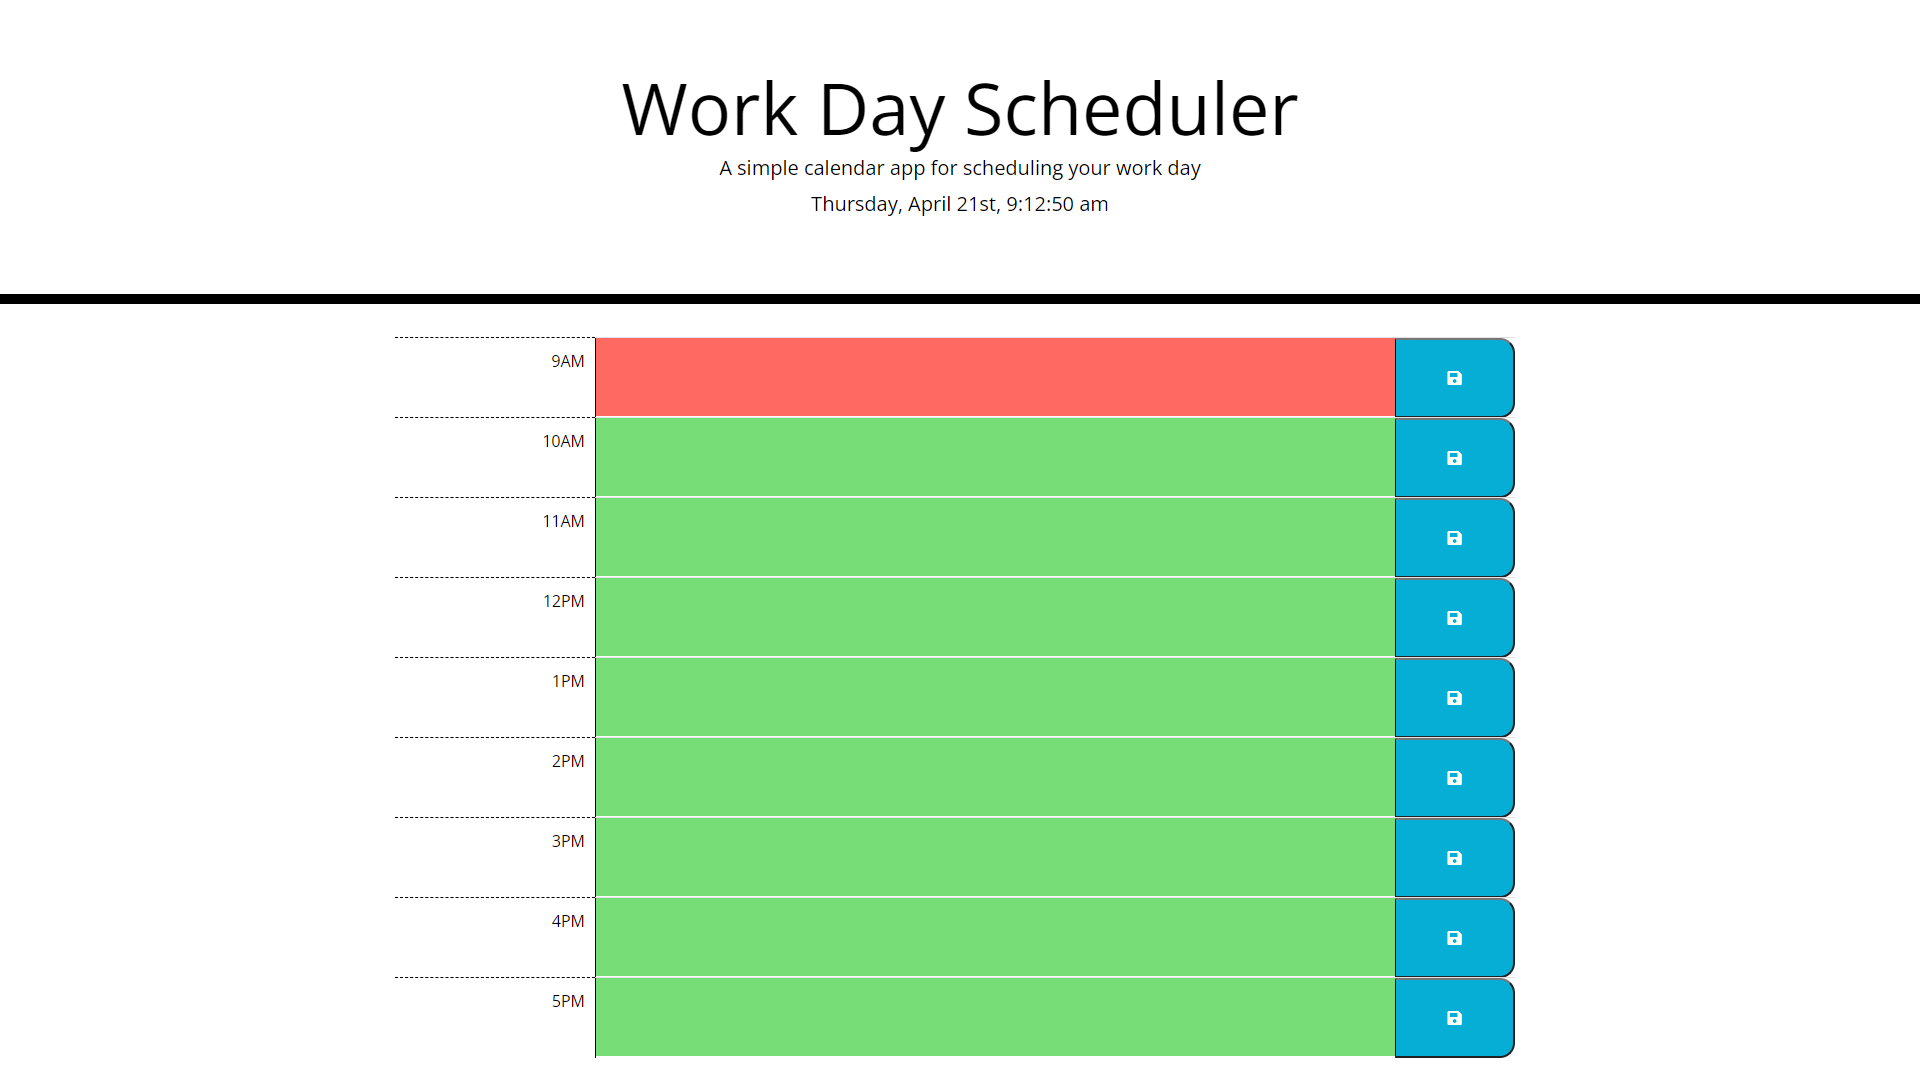 Work Day Scheduler
A simple calendar app for scheduling your work day
Thursday, April 21st, 9:12:50 am
9AM
10AM
11AM
12PM
1PM
2PM
3PM
4PM
5PM